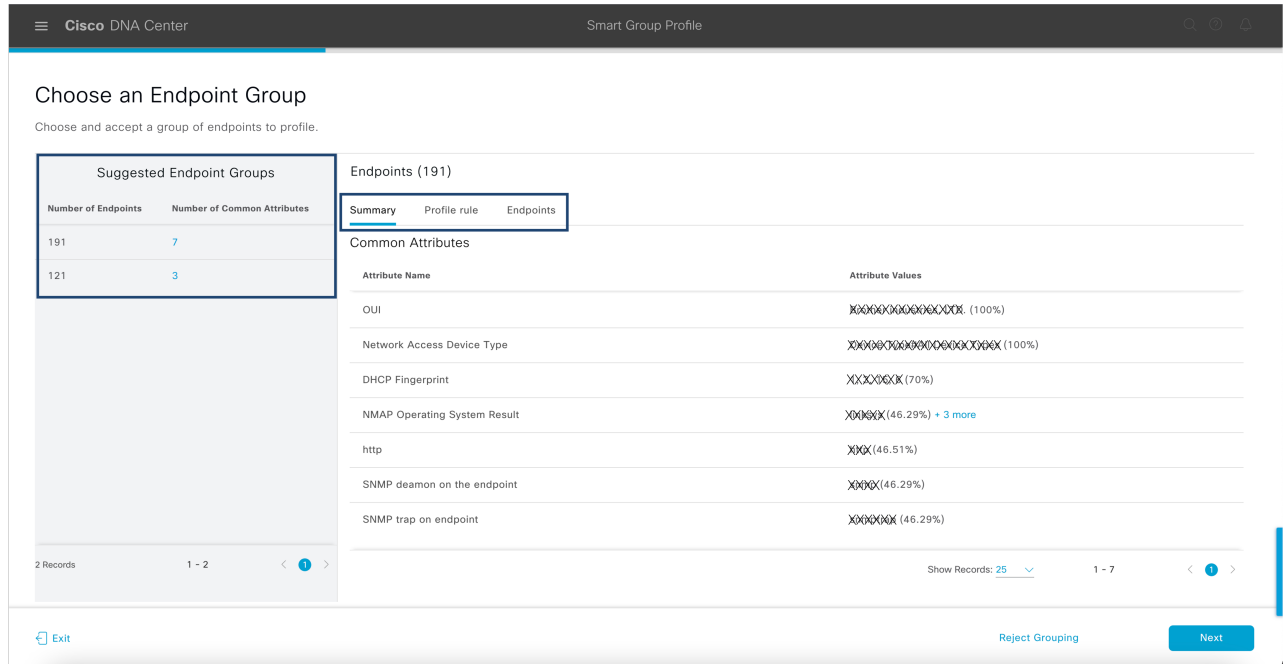 Cisco DNA Center
Smart Group Profile
Choose an Endpoint Group
Choose and accept a group of endpoints to profile.
Suggested Endpoint Groups
Number of Endpoints Number of Common Attributes
191 7
121 3
2 Records 1 - 2 1
Endpoints (191)
Summary Profile rule Endpoints
Common Attributes
Attribute Name Attribute Values
OUI (100%)
Network Access Device Type (100%)
DHCP Fingerprint (70%)
NMAP Operating System Result (46.29%) + 3 more
http (46.51%)
SNMP deamon on the endpoint (46.29%)
SNMP trap on endpoint (46.29%)
Show Records: 25 1 - 7 1
Exit Reject Grouping Next